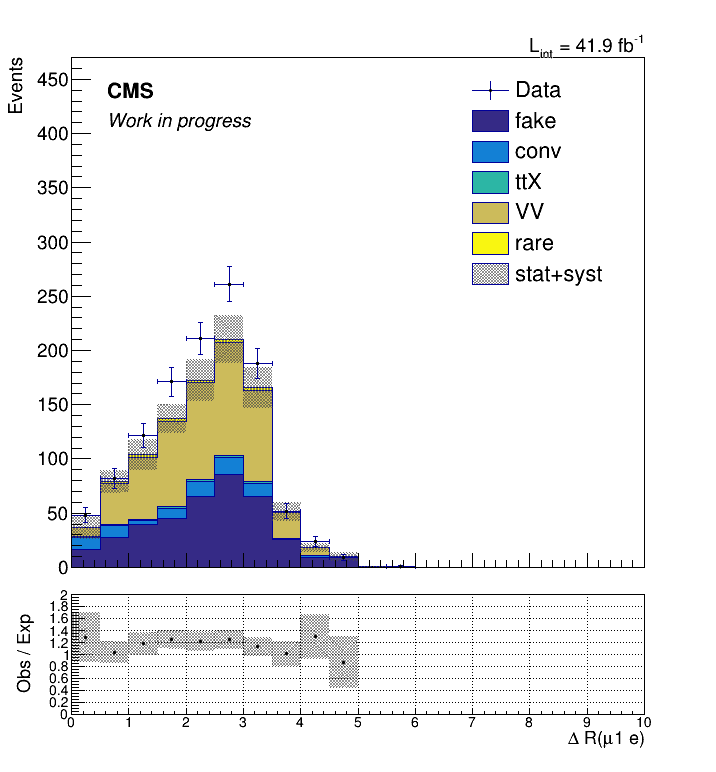 L_int = 41.9 fb^-1
Events
450
400
350
300
250
200
150
100
50
0
CMS
Work in progress
Data
fake
conv
ttX
VV
rare
stat+syst
Obs / Exp
2
1.8
1.6
1.4
1.2
1
0.8
0.6
0.4
0.2
0
0 1 2 3 4 5 6 7 8 9 10
Δ R(μ1 e)